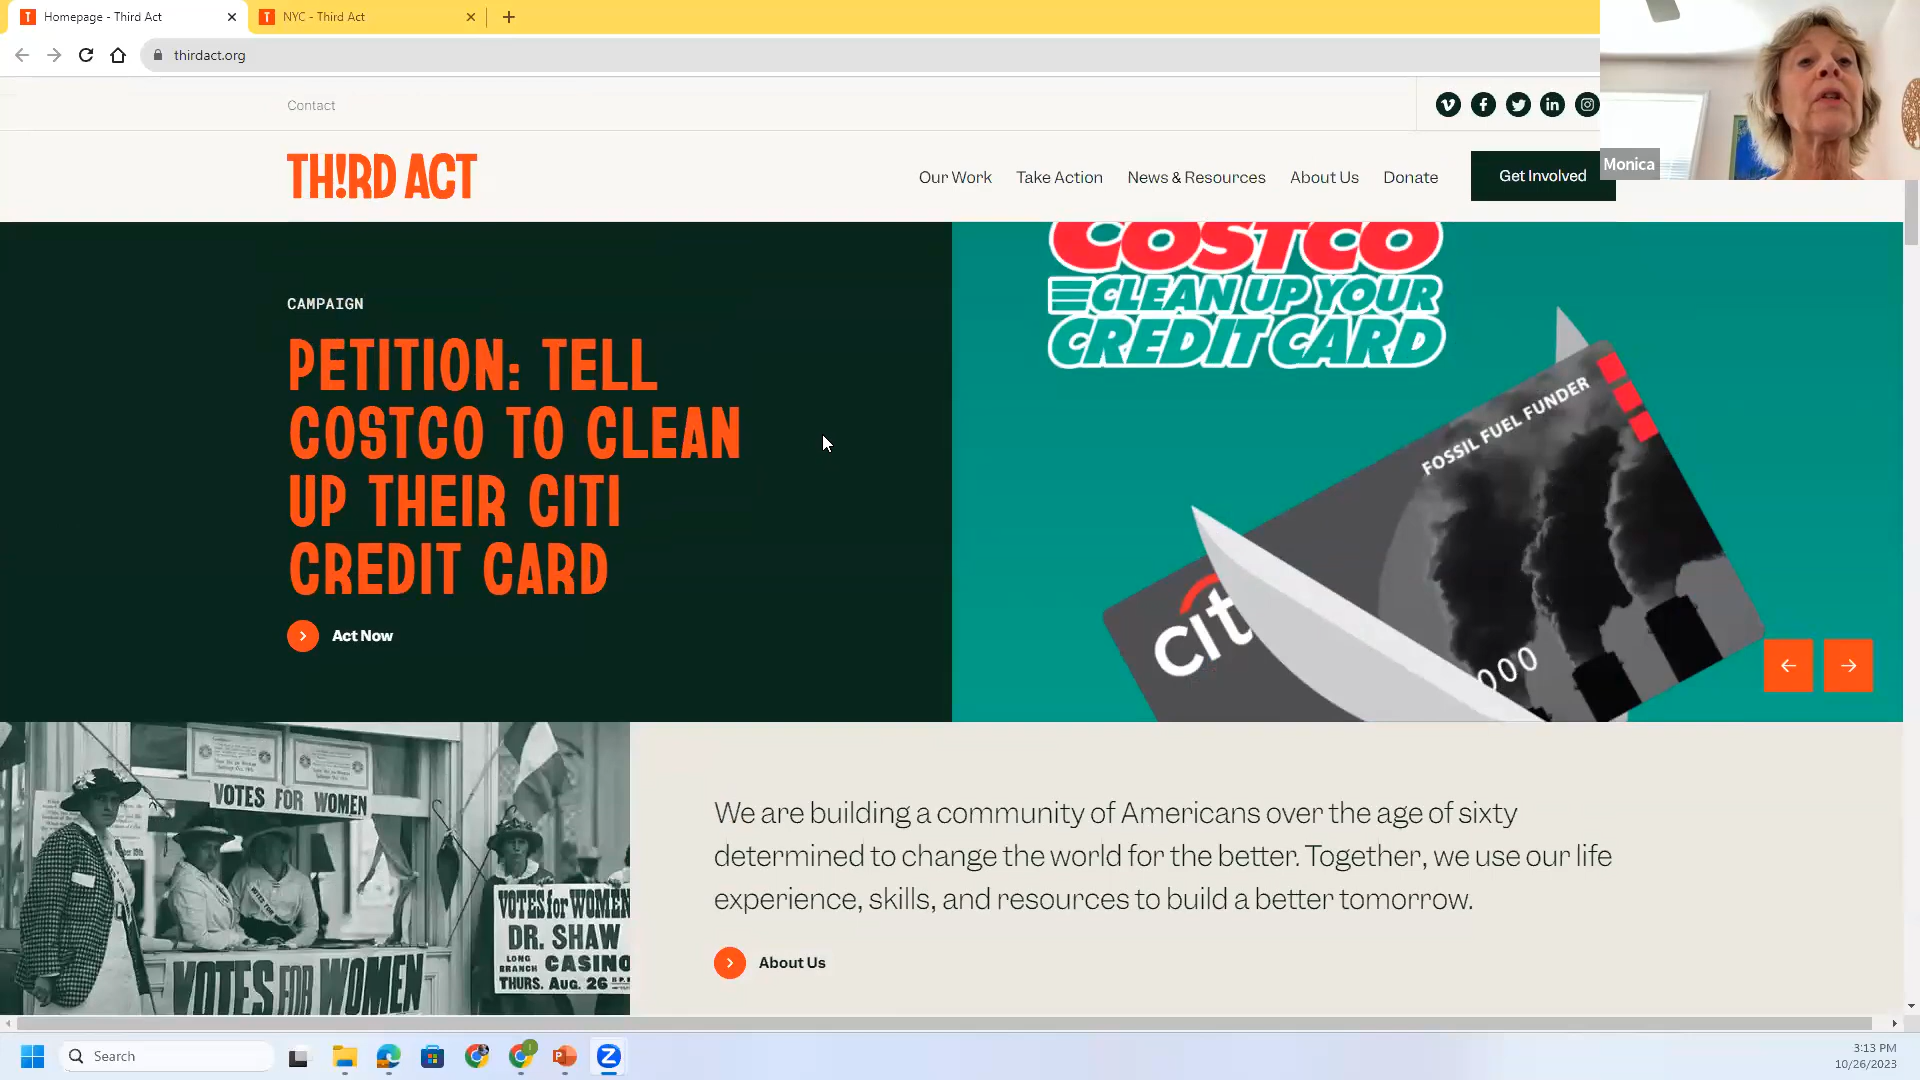 Homepage - Third Act
NYC - Third Act
thirdact.org
Contact
TH!RD ACT
Our Work
Take Action
News & Resources
About Us
Donate
Get Involved
Monica
CAMPAIGN
PETITION: TELL
COSTCO TO CLEAN
UP THEIR CITI
CREDIT CARD
Act Now
COSTCO
CLEAN UP YOUR
CREDIT CARD
FOSSIL FUEL FUNDER
citi
000
VOTES FOR WOMEN
VOTES for WOMEN
DR. SHAW
LONG BRANCH CASINO
THURS. Aug. 26
VOTES FOR WOMEN
We are building a community of Americans over the age of sixty
determined to change the world for the better. Together, we use our life
experience, skills, and resources to build a better tomorrow.
About Us
Search
3:13 PM
10/26/2023